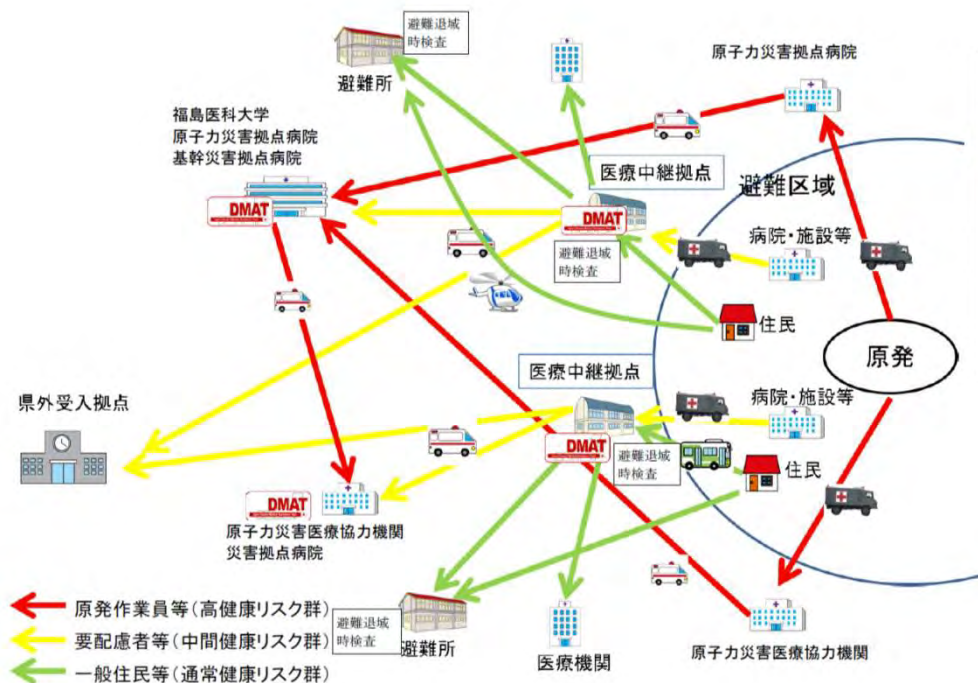 避難退域
時検査
避難所
原子力災害拠点病院
福島医科大学
原子力災害拠点病院
基幹災害拠点病院
DMAT
医療中継拠点
DMAT
避難退域
時検査
避難区域
病院・施設等
住民
原発
医療中継拠点
DMAT
避難退域
時検査
病院・施設等
住民
県外受入拠点
DMAT
原子力災害医療協力機関
災害拠点病院
原発作業員等(高健康リスク群)
要配慮者等(中間健康リスク群)
一般住民等(通常健康リスク群)
避難退域
時検査
避難所
医療機関
原子力災害医療協力機関